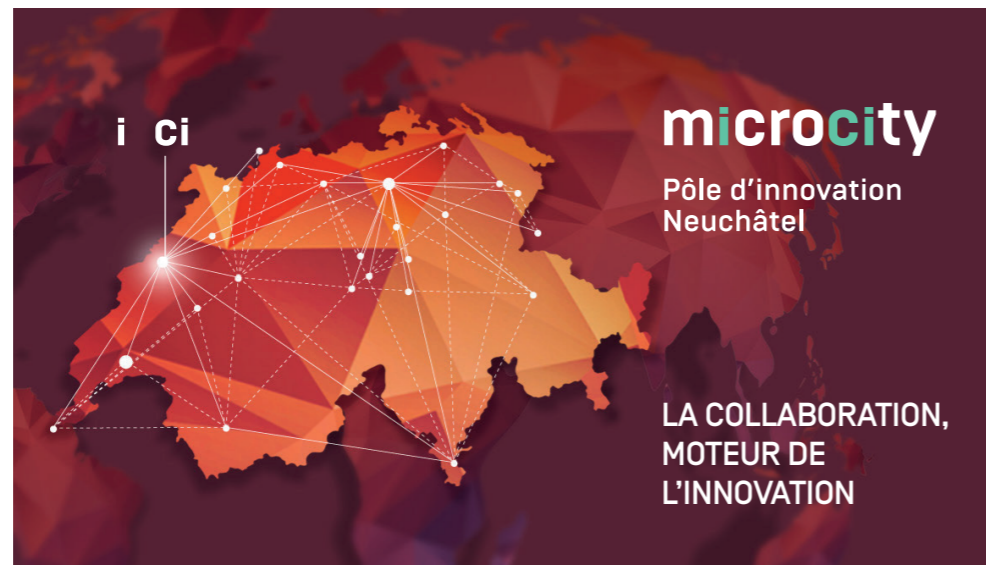 i ci
microcity
Pôle d'innovation
Neuchâtel
LA COLLABORATION,
MOTEUR DE
L'INNOVATION